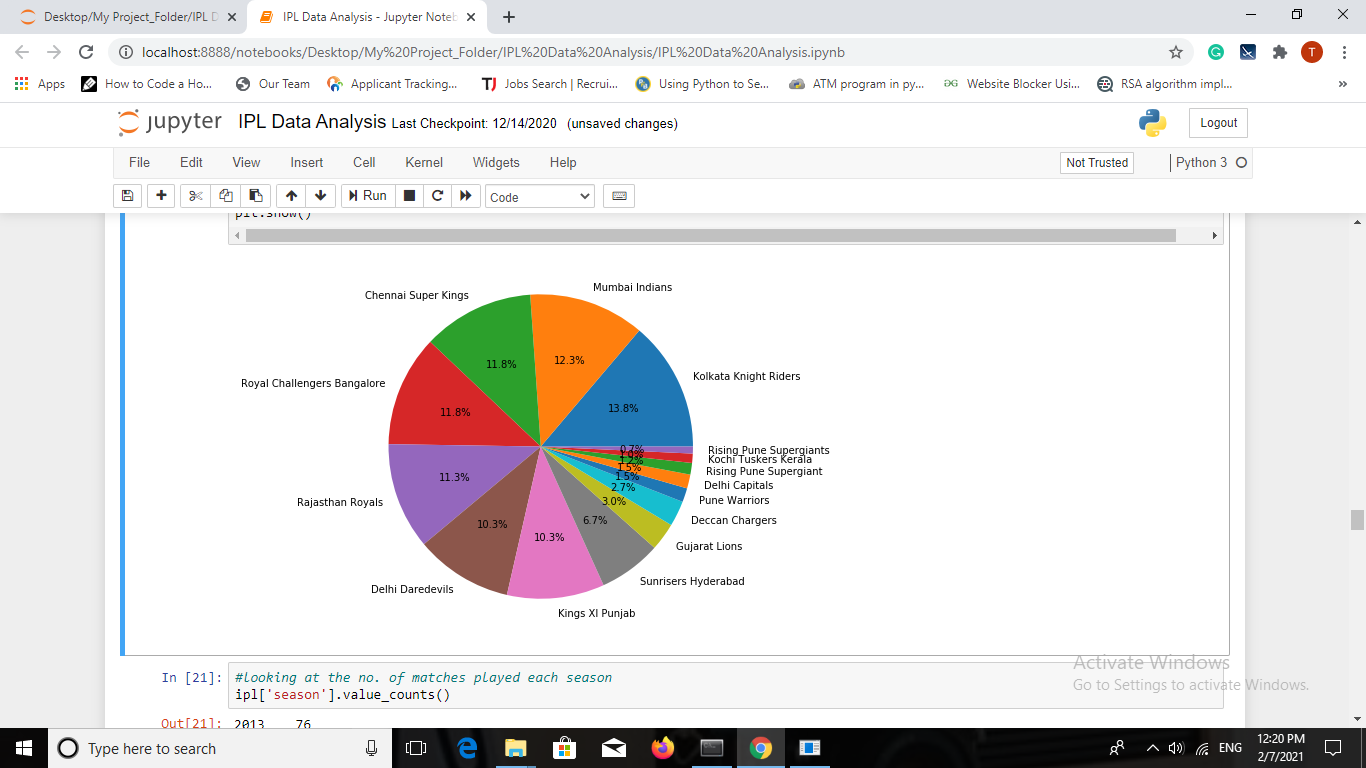 Desktop/My Project_Folder/IPL D
IPL Data Analysis - Jupyter Noteb
localhost:8888/notebooks/Desktop/My%20Project_Folder/IPL%20Data%20Analysis/IPL%20Data%20Analysis.ipynb
T
Apps
How to Code a Ho...
Our Team
Applicant Tracking...
TJ Jobs Search | Recrui...
Using Python to Se...
ATM program in py...
Website Blocker Usi...
RSA algorithm impl...
jupyter IPL Data Analysis Last Checkpoint: 12/14/2020 (unsaved changes)
Logout
File Edit View Insert Cell Kernel Widgets Help
Not Trusted
Python 3
Run
Code
plt.show()
Mumbai Indians
Chennai Super Kings
12.3%
11.8%
Kolkata Knight Riders
Royal Challengers Bangalore
13.8%
11.8%
0.7%
Rising Pune Supergiants
1.0%
Kochi Tuskers Kerala
1.2%
1.5%
Rising Pune Supergiant
1.5%
Delhi Capitals
11.3%
2.7%
Pune Warriors
Rajasthan Royals
3.0%
Deccan Chargers
10.3%
6.7%
10.3%
Gujarat Lions
Sunrisers Hyderabad
Delhi Daredevils
Kings XI Punjab
Activate Windows
Go to Settings to activate Windows.
In [21]: #looking at the no. of matches played each season
ipl['season'].value_counts()
Out[21]: 2013 76
Type here to search
ENG
12:20 PM
2/7/2021